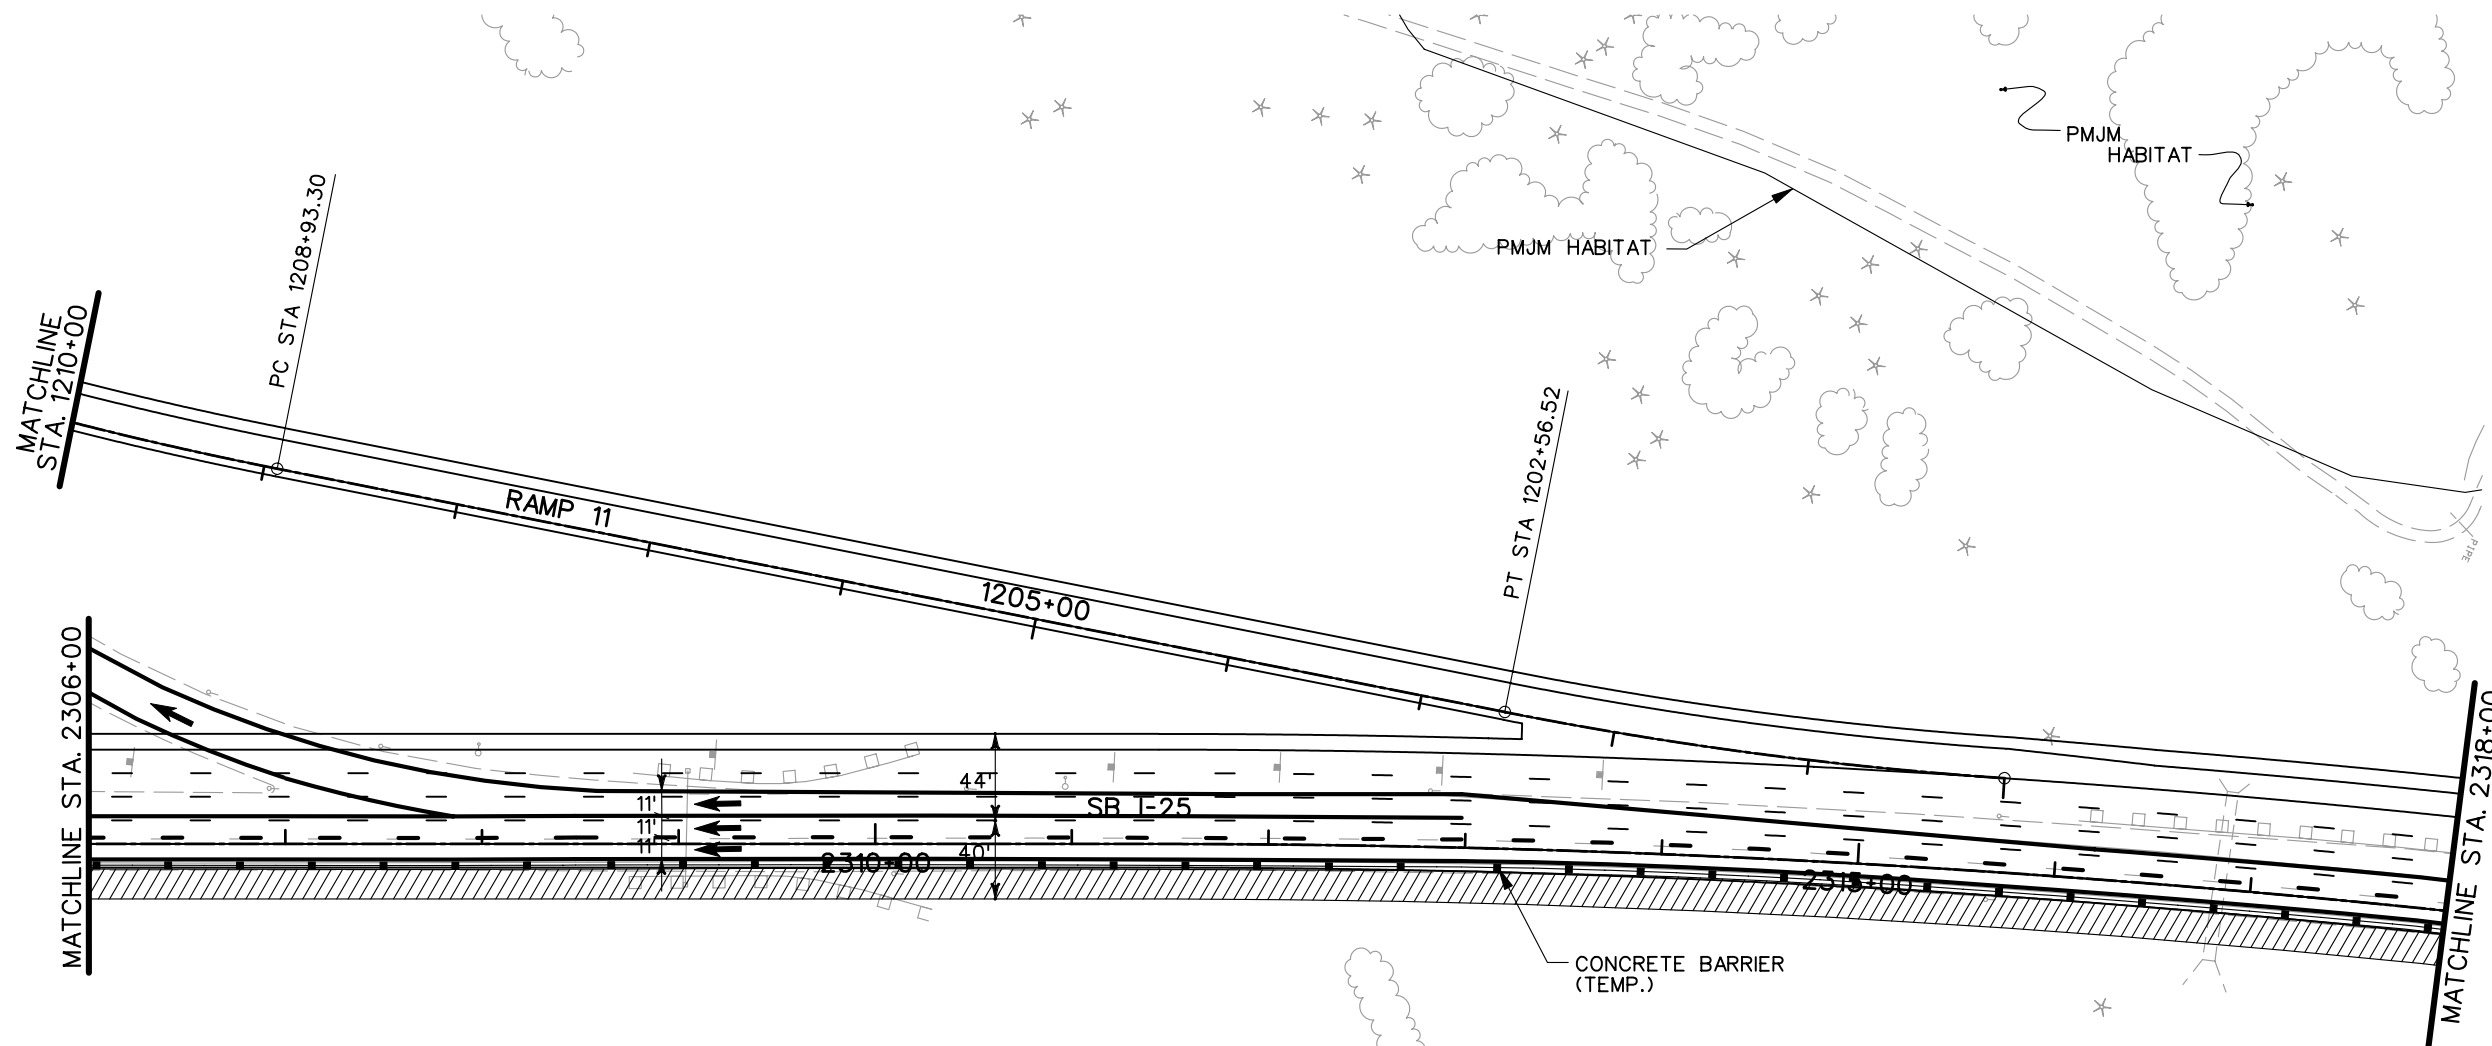 PMJM
HABITAT
PMJM HABITAT
PC STA 1208+93.30
MATCHLINE
STA. 1210+00
PT STA 1202+56.52
RAMP 11
1205+00
PIPE
MATCHLINE STA. 2306+00
MATCHLINE STA. 2318+00
44'
11'
SB I-25
11'
11'
40'
2310+00
2315+00
CONCRETE BARRIER
(TEMP.)